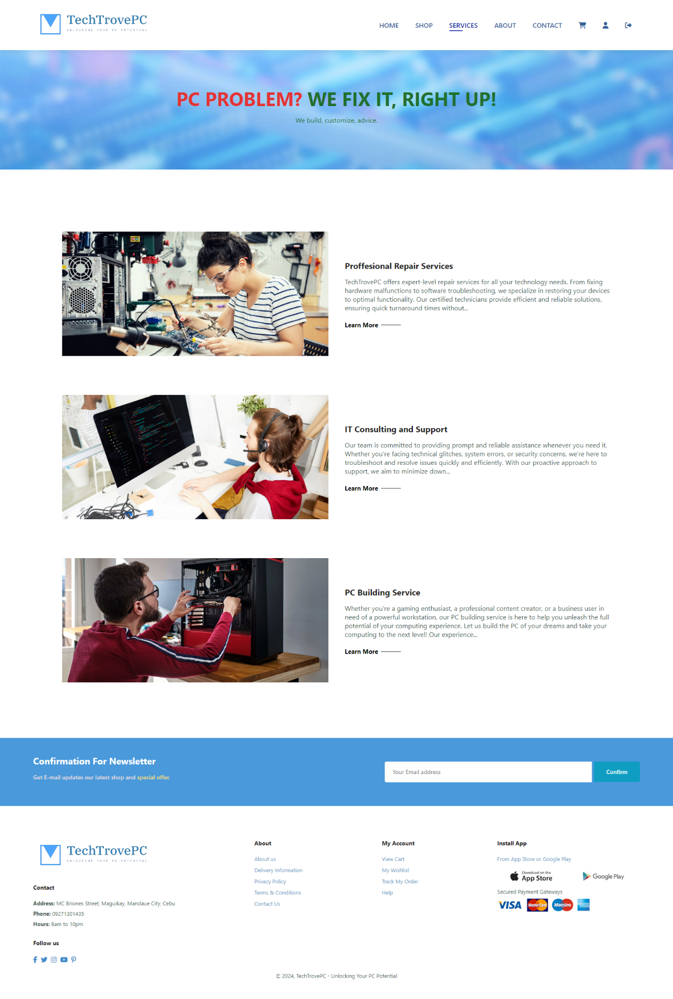 TechTrovePC
UNLOCKING YOUR PC POTENTIAL
HOME SHOP SERVICES ABOUT CONTACT
PC PROBLEM? WE FIX IT, RIGHT UP!
We build, customize, advice.
Proffesional Repair Services
TechTrovePC offers expert-level repair services for all your technology needs. From fixing
hardware malfunctions to software troubleshooting, we specialize in restoring your devices
to optimal functionality. Our certified technicians provide efficient and reliable solutions,
ensuring quick turnaround times without...
Learn More
IT Consulting and Support
Our team is committed to providing prompt and reliable assistance whenever you need it.
Whether you're facing technical glitches, system errors, or security concerns, we're here to
troubleshoot and resolve issues quickly and efficiently. With our proactive approach to
support, we aim to minimize down...
Learn More
PC Building Service
Whether you're a gaming enthusiast, a professional content creator, or a business user in
need of a powerful workstation, our PC building service is here to help you unleash the full
potential of your computing experience. Let us build the PC of your dreams and take your
computing to the next level! Our experience...
Learn More
Confirmation For Newsletter
Get E-mail updates our latest shop and special offer.
Your Email address
Confirm
TechTrovePC
UNLOCKING YOUR PC POTENTIAL
Contact
Address: MC Briones Street, Maguikay, Mandaue City, Cebu
Phone: 09271301435
Hours: 8am to 10pm
Follow us
About
About us
Delivery Information
Privacy Policy
Terms & Conditions
Contact Us
My Account
View Cart
My Wishlist
Track My Order
Help
Install App
From App Store or Google Play
Download on the
App Store
Google Play
Secured Payment Gateways
VISA MasterCard Maestro
© 2024, TechTrovePC - Unlocking Your PC Potential